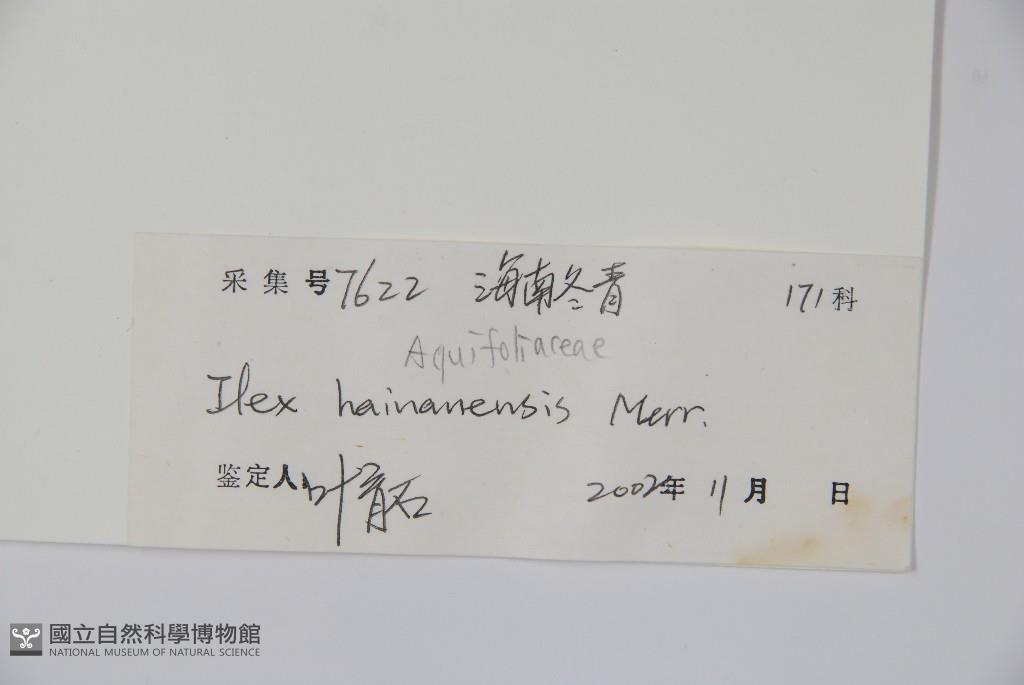 采集号7622 海南冬青 171科
Aquifoliaceae
Ilex hainanensis Merr.
鉴定人 叶育石 2002年 11月 日
國立自然科學博物館
NATIONAL MUSEUM OF NATURAL SCIENCE